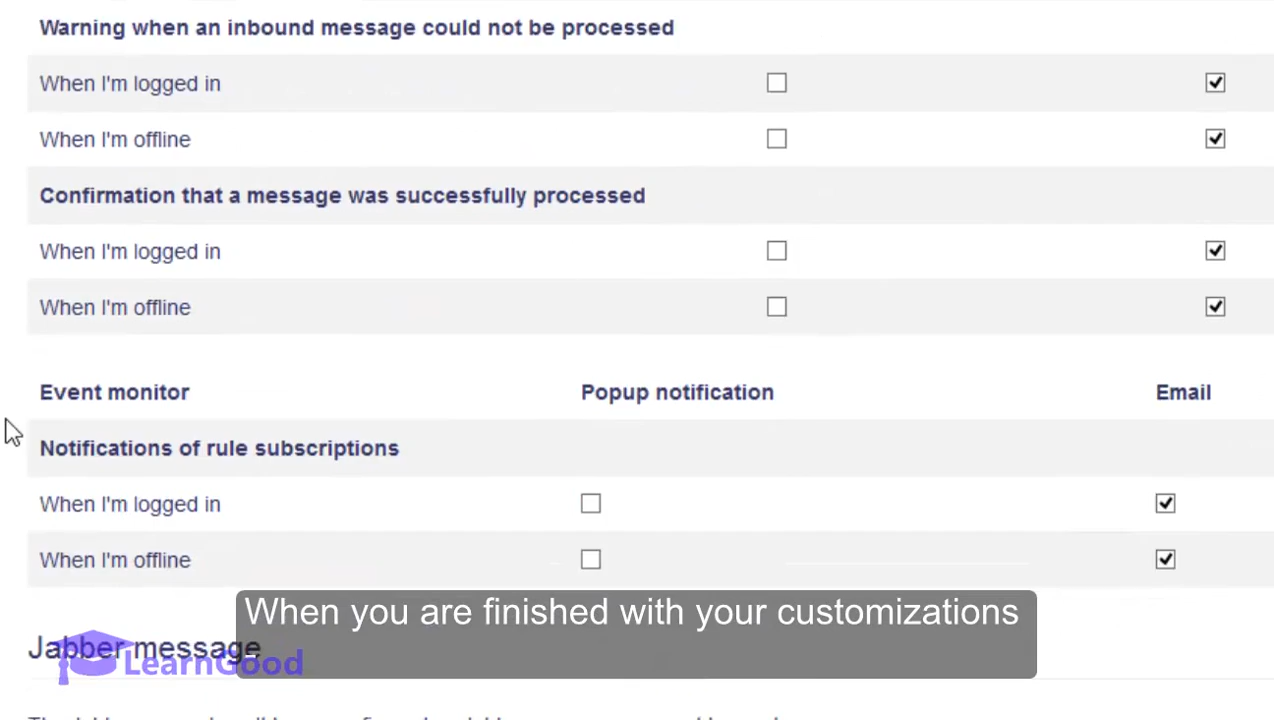 Warning when an inbound message could not be processed
When I'm logged in
When I'm offline
Confirmation that a message was successfully processed
When I'm logged in
When I'm offline
Event monitor Popup notification Email
Notifications of rule subscriptions
When I'm logged in
When I'm offline
When you are finished with your customizations
Jabber message
LearnGood